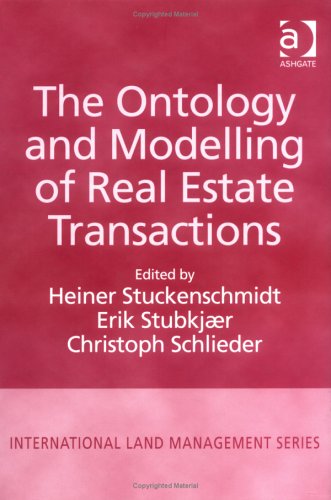 a
ASHGATE
The Ontology
and Modelling
of Real Estate
Transactions
Edited by
Heiner Stuckenschmidt
Erik Stubkjær
Christoph Schlieder
INTERNATIONAL LAND MANAGEMENT SERIES